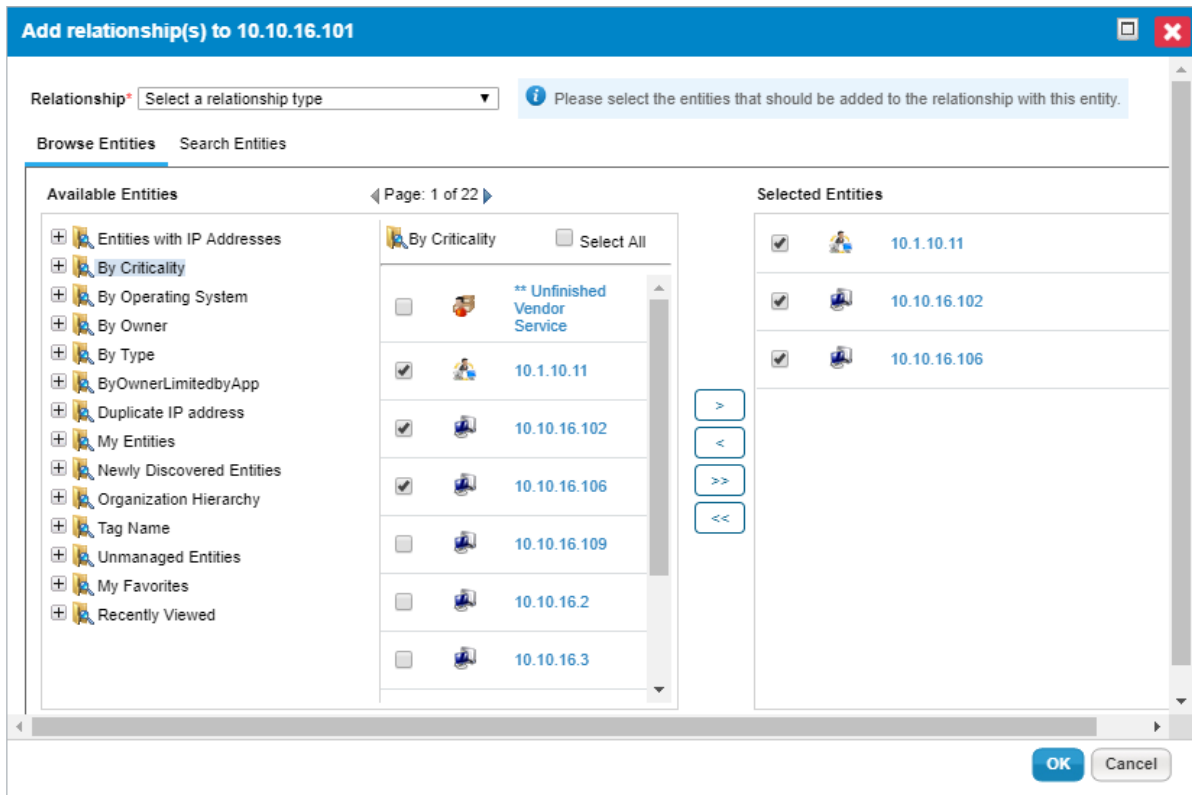 Add relationship(s) to 10.10.16.101
Relationship* Select a relationship type
Please select the entities that should be added to the relationship with this entity.
Browse Entities Search Entities
Available Entities
Page: 1 of 22
Selected Entities
Entities with IP Addresses
By Criticality
By Operating System
By Owner
By Type
ByOwnerLimitedbyApp
Duplicate IP address
My Entities
Newly Discovered Entities
Organization Hierarchy
Tag Name
Unmanaged Entities
My Favorites
Recently Viewed
By Criticality Select All
** Unfinished
Vendor
Service
10.1.10.11
10.10.16.102
10.10.16.106
10.10.16.109
10.10.16.2
10.10.16.3
>
<
>>
<<
10.1.10.11
10.10.16.102
10.10.16.106
OK Cancel